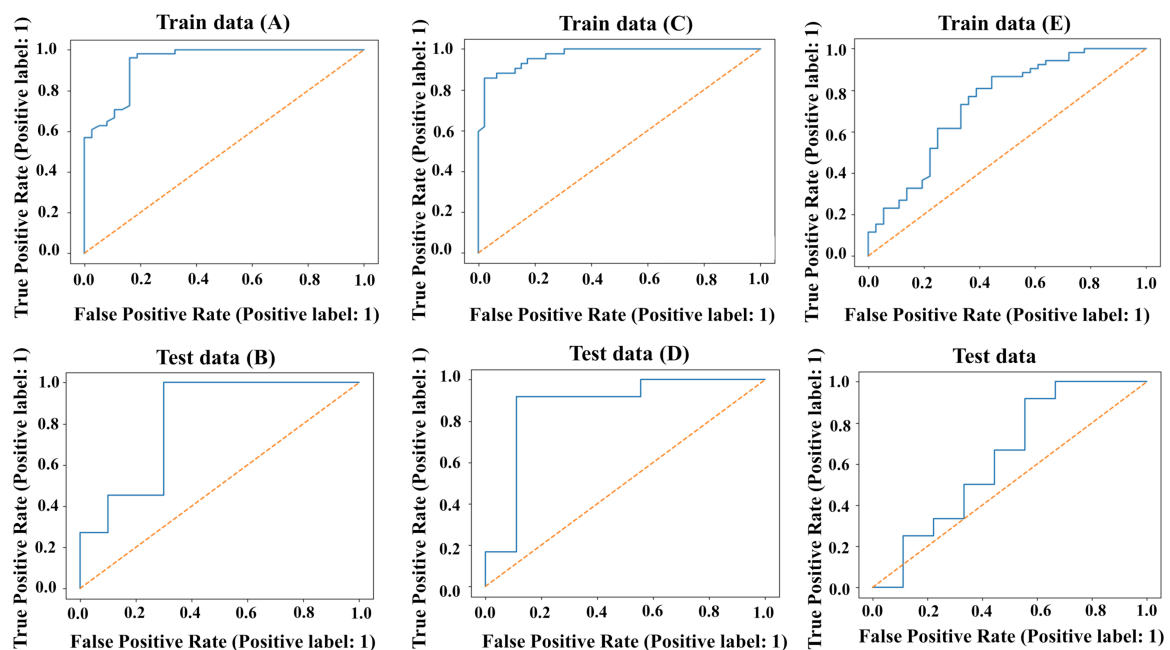 Train data (A)
True Positive Rate (Positive label: 1)
1.0
0.8
0.6
0.4
0.2
0.0
0.0 0.2 0.4 0.6 0.8 1.0
False Positive Rate (Positive label: 1)
Train data (C)
True Positive Rate (Positive label: 1)
1.0
0.8
0.6
0.4
0.2
0.0
0.0 0.2 0.4 0.6 0.8 1.0
False Positive Rate (Positive label: 1)
Train data (E)
True Positive Rate (Positive label: 1)
1.0
0.8
0.6
0.4
0.2
0.0
0.0 0.2 0.4 0.6 0.8 1.0
False Positive Rate (Positive label: 1)
Test data (B)
True Positive Rate (Positive label: 1)
1.0
0.8
0.6
0.4
0.2
0.0
0.0 0.2 0.4 0.6 0.8 1.0
False Positive Rate (Positive label: 1)
Test data (D)
True Positive Rate (Positive label: 1)
1.0
0.8
0.6
0.4
0.2
0.0
0.0 0.2 0.4 0.6 0.8 1.0
False Positive Rate (Positive label: 1)
Test data
True Positive Rate (Positive label: 1)
1.0
0.8
0.6
0.4
0.2
0.0
0.0 0.2 0.4 0.6 0.8 1.0
False Positive Rate (Positive label: 1)